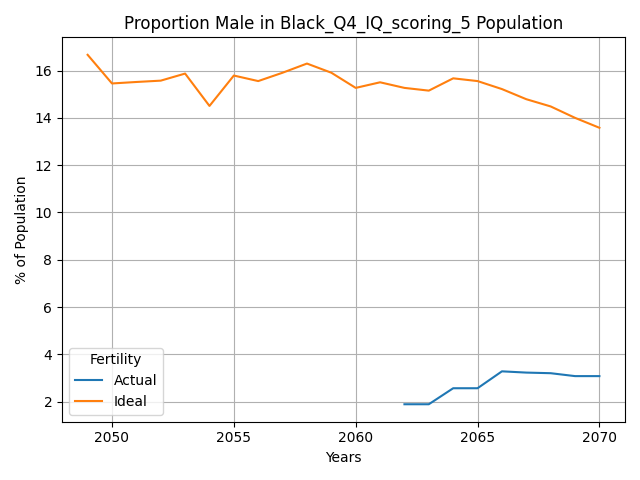 Proportion Male in Black_Q4_IQ_scoring_5 Population
% of Population
16
14
12
10
8
6
4
2
Fertility
Actual
Ideal
2050
2055
2060
2065
2070
Years